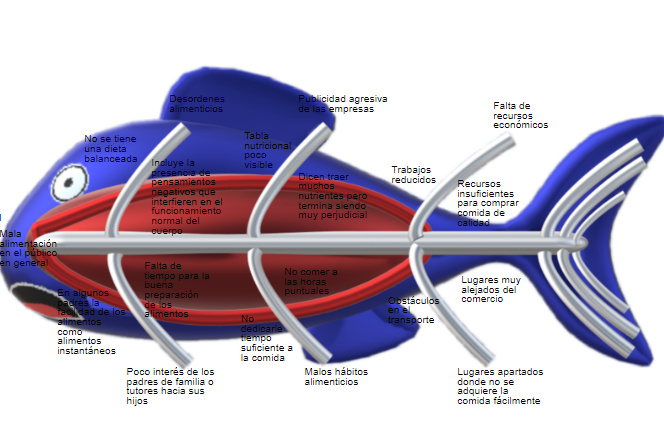 Desordenes
alimenticios
Publicidad agresiva
de las empresas
Falta de
recursos
económicos
No se tiene
una dieta
balanceada
Tabla
nutricional
poco
visible
Incluye la
presencia de
pensamientos
negativos que
interfieren en el
funcionamiento
normal del
cuerpo
Dicen traer
muchos
nutrientes pero
termina siendo
muy perjudicial
Trabajos
reducidos
Recursos
insuficientes
para comprar
comida de
calidad
Mala
alimentación
en el público
en general
En algunos
padres la
facilidad de los
alimentos
como
alimentos
instantáneos
Falta de
tiempo para la
buena
preparación
de los
alimentos
No comer a
las horas
puntuales
No
dedicarle
tiempo
suficiente a
la comida
Obstáculos
en el
transporte
Lugares muy
alejados del
comercio
Poco interés de los
padres de familia o
tutores hacia sus
hijos
Malos hábitos
alimenticios
Lugares apartados
donde no se
adquiere la
comida fácilmente